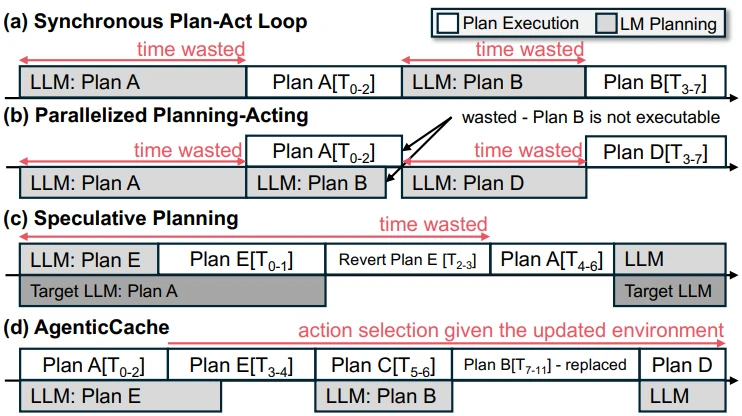 (a) Synchronous Plan-Act Loop
Plan Execution LM Planning
time wasted time wasted
LLM: Plan A Plan A[T0-2] LLM: Plan B Plan B[T3-7]
(b) Parallelized Planning-Acting
wasted - Plan B is not executable
time wasted Plan A[T0-2] time wasted Plan D[T3-7]
LLM: Plan A LLM: Plan B LLM: Plan D
(c) Speculative Planning
time wasted
LLM: Plan E Plan E[T0-1] Revert Plan E [T2-3] Plan A[T4-6] LLM
Target LLM: Plan A Target LLM
(d) AgenticCache
action selection given the updated environment
Plan A[T0-2] Plan E[T3-4] Plan C[T5-6] Plan B[T7-11] - replaced Plan D
LLM: Plan E LLM: Plan B LLM